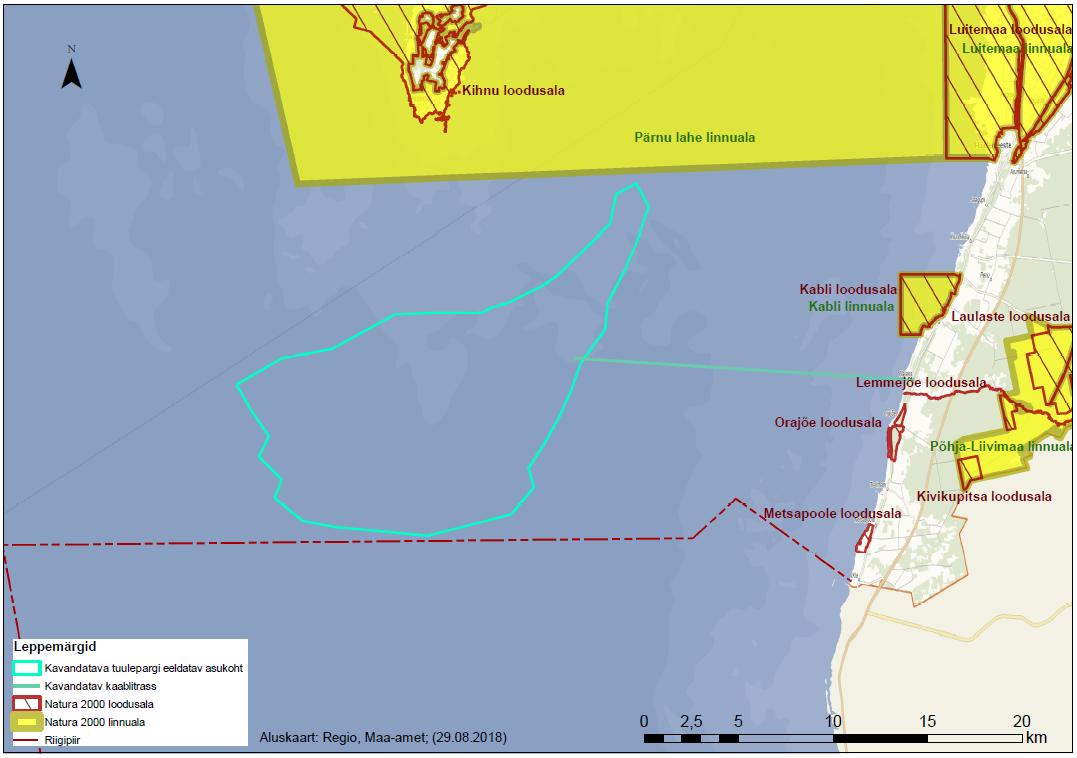 N
Luitemaa loodusala
Luitemaa linnuala
Kihnu loodusala
Pärnu lahe linnuala
Kabli loodusala
Kabli linnuala
Laulaste loodusala
Lemmejõe loodusala
Orajõe loodusala
Põhja-Liivimaa linnuala
Kivikupitsa loodusala
Metsapoole loodusala
Leppemärgid
Kavandatava tuulepargi eeldatav asukoht
Kavandatav kaablitrass
Natura 2000 loodusala
Natura 2000 linnuala
Riigipiir
Aluskaart: Regio, Maa-amet; (29.08.2018)
0 2,5 5 10 15 20
km